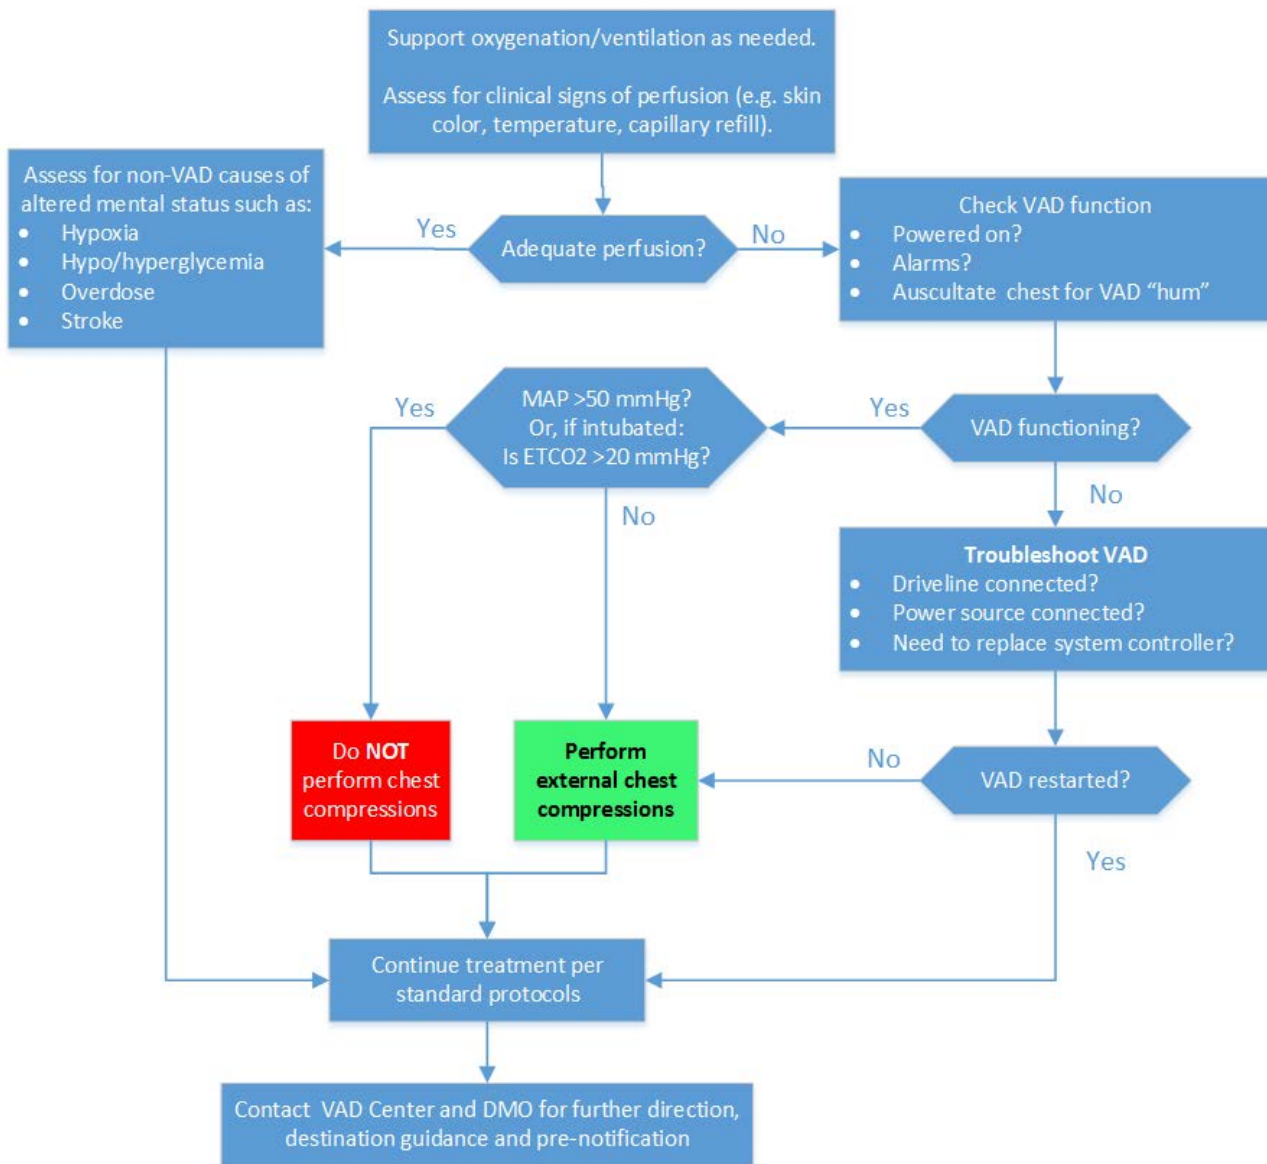 Support oxygenation/ventilation as needed.
Assess for clinical signs of perfusion (e.g. skin
color, temperature, capillary refill).
Assess for non-VAD causes of
altered mental status such as:
• Hypoxia
• Hypo/hyperglycemia
• Overdose
• Stroke
Yes
Adequate perfusion?
No
Check VAD function
• Powered on?
• Alarms?
• Auscultate chest for VAD “hum”
Yes
MAP >50 mmHg?
Or, if intubated:
Is ETCO2 >20 mmHg?
Yes
VAD functioning?
No
No
Troubleshoot VAD
• Driveline connected?
• Power source connected?
• Need to replace system controller?
Do NOT
perform chest
compressions
Perform
external chest
compressions
No
VAD restarted?
Yes
Continue treatment per
standard protocols
Contact VAD Center and DMO for further direction,
destination guidance and pre-notification